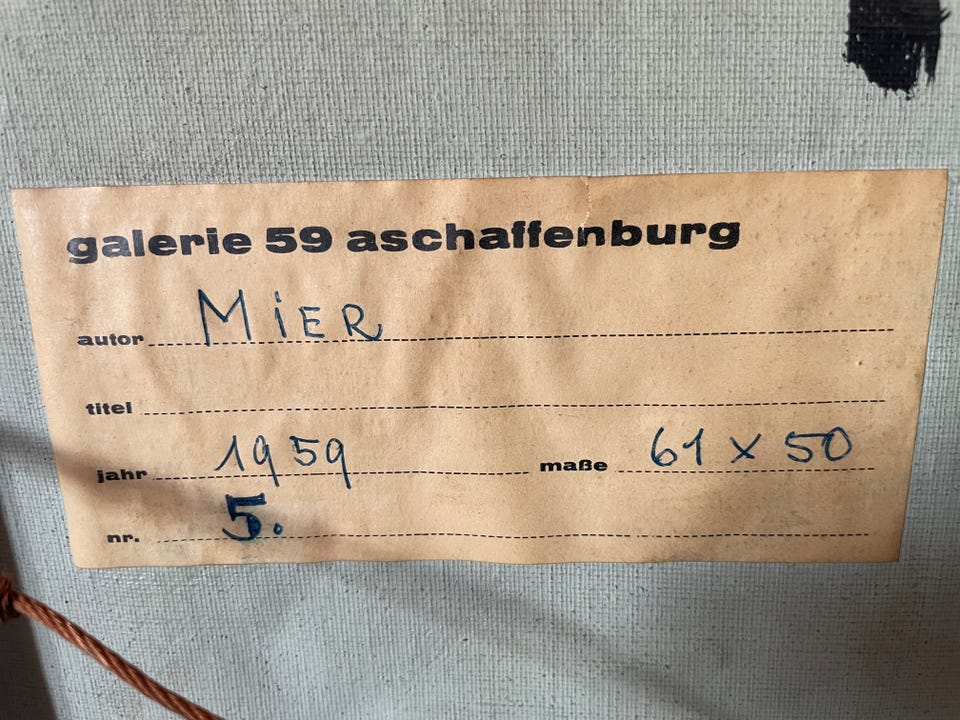 galerie 59 aschaffenburg
autor MiER
titel
jahr 1959 maße 61 x 50
nr. 5.